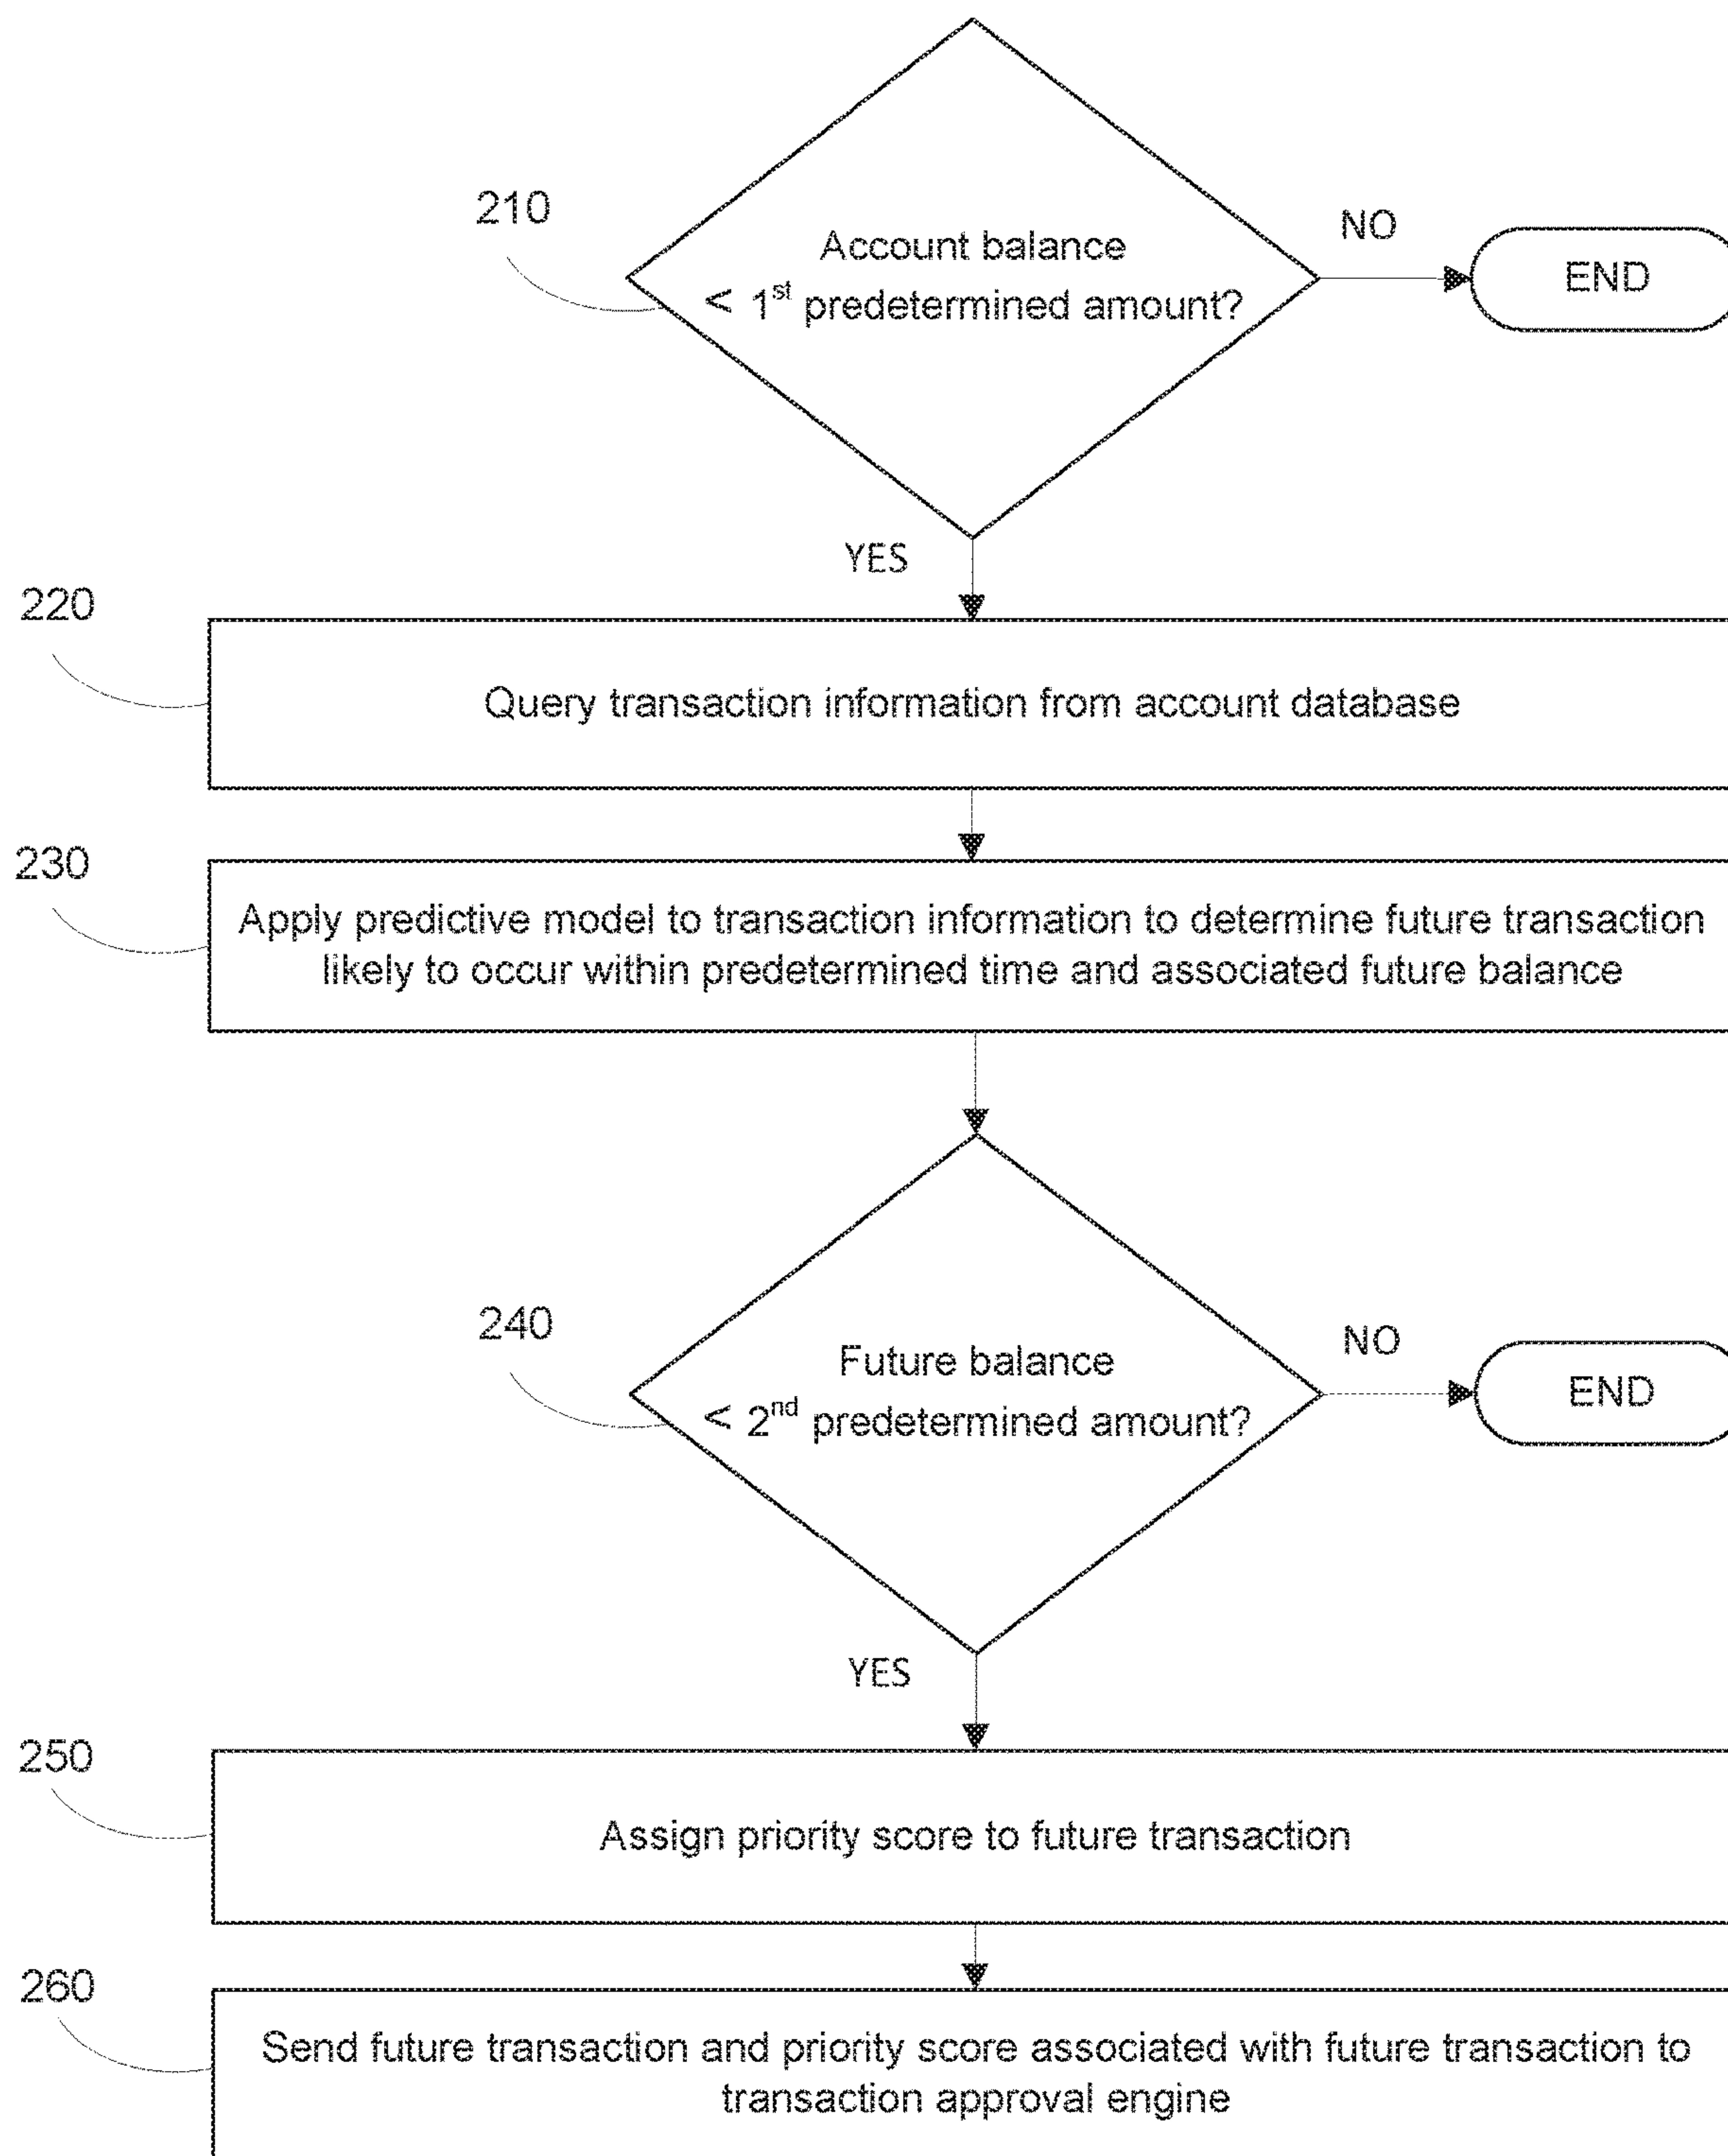 210
Account balance
< 1st predetermined amount?
NO
END
YES
220
Query transaction information from account database
230
Apply predictive model to transaction information to determine future transaction
likely to occur within predetermined time and associated future balance
240
Future balance
< 2nd predetermined amount?
NO
END
YES
250
Assign priority score to future transaction
260
Send future transaction and priority score associated with future transaction to
transaction approval engine